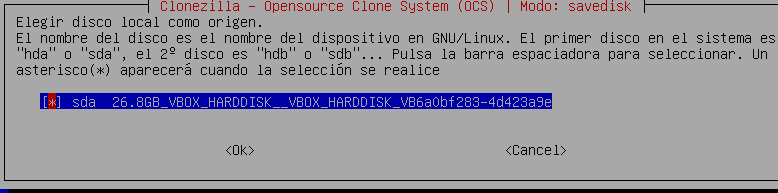 Clonezilla - Opensource Clone System (OCS) | Modo: savedisk
Elegir disco local como origen.
El nombre del disco es el nombre del dispositivo en GNU/Linux. El primer disco en el sistema es
"hda" o "sda", el 2º disco es "hdb" o "sdb"... Pulsa la barra espaciadora para seleccionar. Un
asterisco(*) aparecerá cuando la selección se realice
[*] sda 26.8GB_VBOX_HARDDISK__VBOX_HARDDISK_VB6a0bf283-4d423a9e
<Ok> <Cancel>